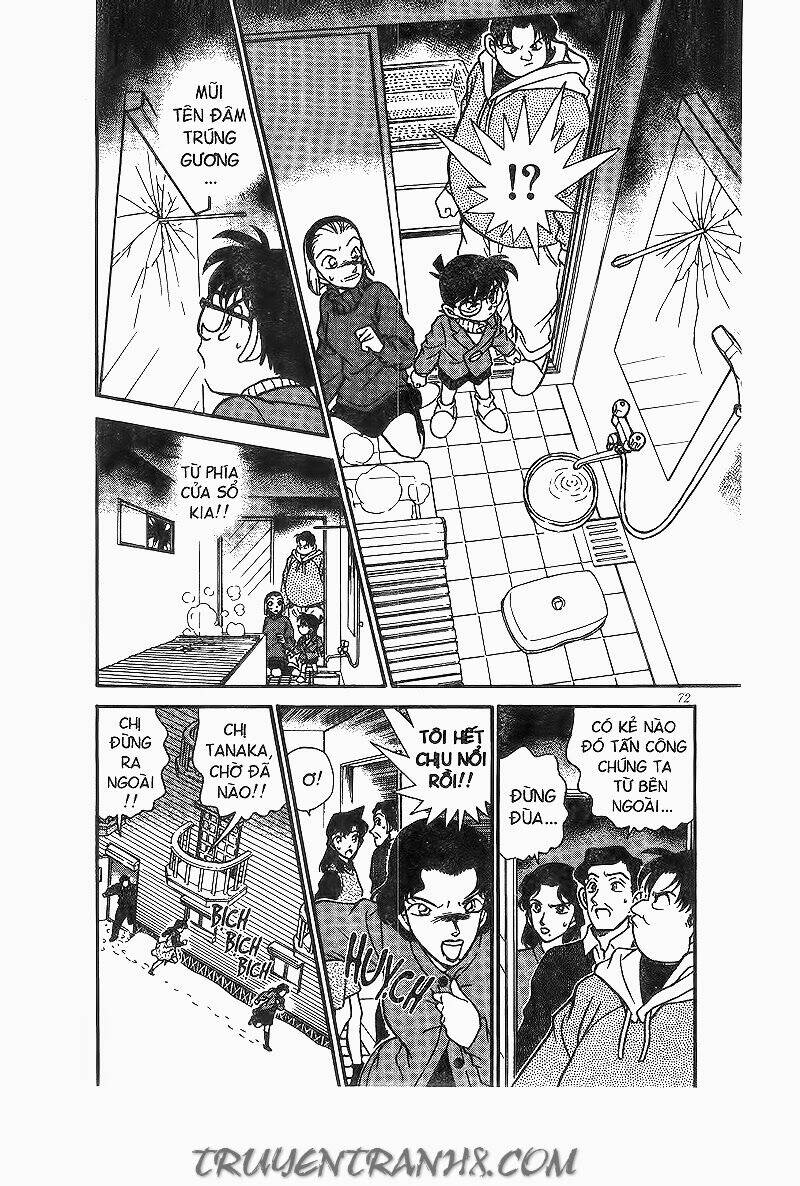 MŨI
TÊN ĐÂM
TRÚNG
GƯƠNG
...
!?
TỪ PHÍA
CỬA SỔ
KIA!!
72
CHỊ
ĐỪNG
RA
NGOÀI
!!
CHỊ
TANAKA,
CHỜ ĐÃ
NÀO!!
BỊCH
BỊCH
BỊCH
Ơ!
TÔI HẾT
CHỊU NỔI
RỒI!!
HUỴCH
ĐỪNG
ĐÙA...
CÓ KẺ NÀO
ĐÓ TẤN CÔNG
CHÚNG TA
TỪ BÊN
NGOÀI...
TRUYENTRANH8.COM